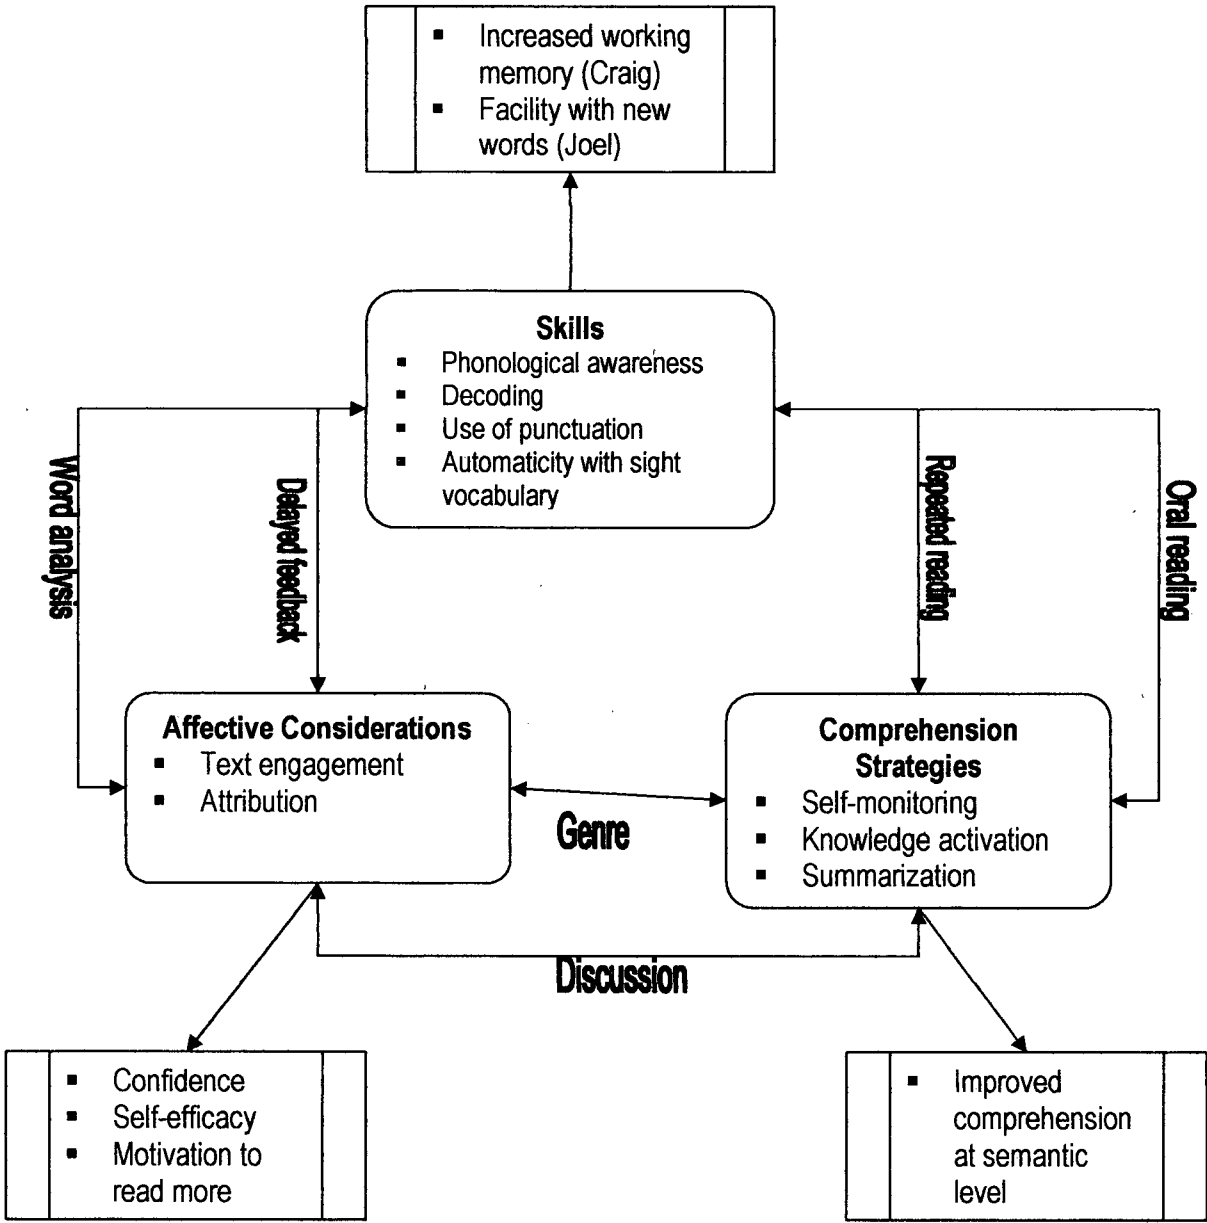 ▪ Increased working
memory (Craig)
▪ Facility with new
words (Joel)
Skills
▪ Phonological awareness
▪ Decoding
▪ Use of punctuation
▪ Automaticity with sight
vocabulary
Word analysis
Delayed feedback
Repeated reading
Oral reading
Affective Considerations
▪ Text engagement
▪ Attribution
Genre
Comprehension
Strategies
▪ Self-monitoring
▪ Knowledge activation
▪ Summarization
Discussion
▪ Confidence
▪ Self-efficacy
▪ Motivation to
read more
▪ Improved
comprehension
at semantic
level